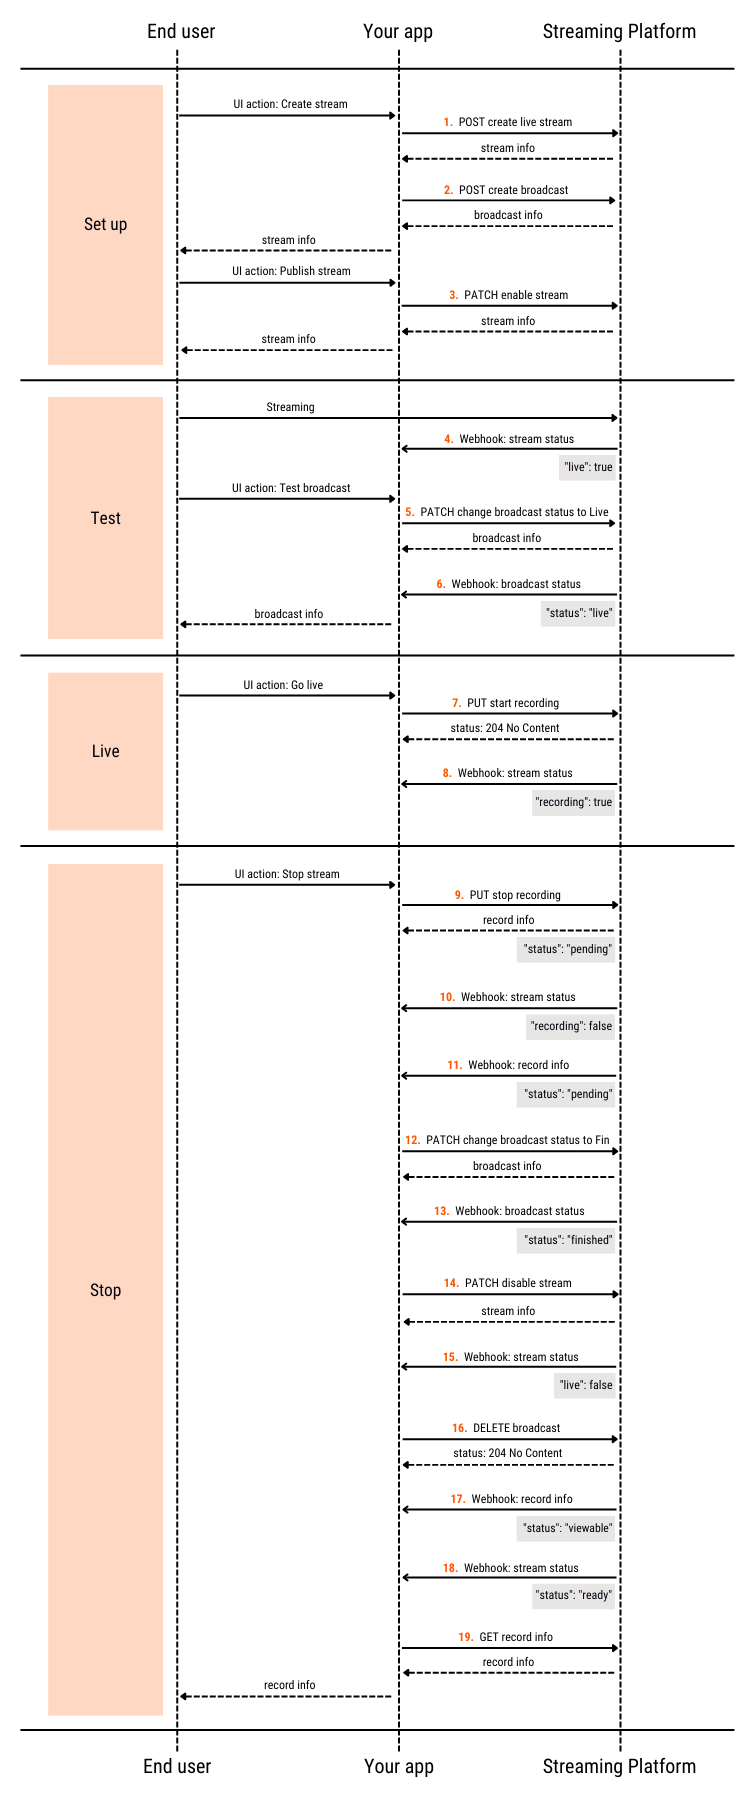 End user
Your app
Streaming Platform
UI action: Create stream
1. POST create live stream
stream info
2. POST create broadcast
broadcast info
Set up
stream info
UI action: Publish stream
3. PATCH enable stream
stream info
stream info
Streaming
4. Webhook: stream status
"live": true
UI action: Test broadcast
5. PATCH change broadcast status to Live
Test
broadcast info
6. Webhook: broadcast status
"status": "live"
broadcast info
UI action: Go live
7. PUT start recording
status: 204 No Content
Live
8. Webhook: stream status
"recording": true
UI action: Stop stream
9. PUT stop recording
record info
"status": "pending"
10. Webhook: stream status
"recording": false
11. Webhook: record info
"status": "pending"
12. PATCH change broadcast status to Fin
broadcast info
13. Webhook: broadcast status
"status": "finished"
14. PATCH disable stream
Stop
stream info
15. Webhook: stream status
"live": false
16. DELETE broadcast
status: 204 No Content
17. Webhook: record info
"status": "viewable"
18. Webhook: stream status
"status": "ready"
19. GET record info
record info
record info
End user
Your app
Streaming Platform